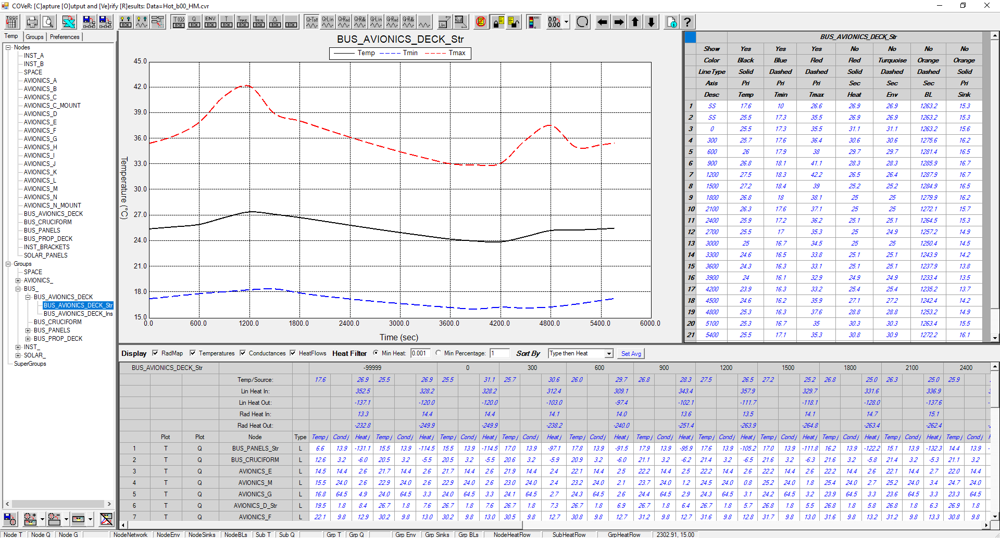 COVeR: [C]apture [O]utput and [Ve]rify [R]esults: Data=Hot_b00_HM.cvr
Temp Groups Preferences
Nodes
INST_A
INST_B
SPACE
AVIONICS_A
AVIONICS_B
AVIONICS_C
AVIONICS_C_MOUNT
AVIONICS_D
AVIONICS_E
AVIONICS_F
AVIONICS_G
AVIONICS_H
AVIONICS_I
AVIONICS_J
AVIONICS_K
AVIONICS_L
AVIONICS_M
AVIONICS_N
AVIONICS_N_MOUNT
BUS_AVIONICS_DECK
BUS_CRUCIFORM
BUS_PANELS
BUS_PROP_DECK
INST_BRACKETS
SOLAR_PANELS
Groups
SPACE
AVIONICS_
BUS_
BUS_AVIONICS_DECK
BUS_AVIONICS_DECK_Str
BUS_AVIONICS_DECK_Ins
BUS_CRUCIFORM
BUS_PANELS
BUS_PROP_DECK
INST_
SOLAR_
SuperGroups
BUS_AVIONICS_DECK_Str
Temp Tmin Tmax
45.0
42.0
39.0
36.0
33.0
30.0
27.0
24.0
21.0
18.0
15.0
Temperature (°C)
0.0 600.0 1200.0 1800.0 2400.0 3000.0 3600.0 4200.0 4800.0 5400.0 6000.0
Time (sec)
BUS_AVIONICS_DECK_Str
Show Yes Yes Yes No No No No
Color Black Blue Red Red Turquoise Orange Orange
LineType Solid Dashed Dashed Solid Dashed Dashed Solid
Axis Pri Pri Pri Sec Sec Sec Pri
Desc Temp Tmin Tmax Heat Env BL Sink
1 SS 17.6 10 26.6 26.9 26.9 1263.2 15.3
2 SS 25.5 17.3 35.5 26.9 26.9 1263.2 15.3
3 0 25.5 17.3 35.5 31.1 31.1 1263.2 15.6
4 300 25.7 17.6 36.4 30.6 30.6 1275.6 16.2
5 600 26 17.9 38 29.7 29.7 1281.4 16.5
6 900 26.8 18.1 41.1 28.3 28.3 1285.9 16.7
7 1200 27.5 18.3 42.2 26.5 26.4 1287.9 16.7
8 1500 27.2 18.4 39 25.2 25.2 1284.9 16.5
9 1800 26.8 18 38.1 25 25 1279.9 16.2
10 2100 26.3 17.6 37.1 25 25 1272.1 15.7
11 2400 25.9 17.2 36.2 25.1 25.1 1264.5 15.3
12 2700 25.5 17 35.3 25 24.9 1257.2 14.9
13 3000 25 16.7 34.5 25 25 1250.4 14.5
14 3300 24.6 16.5 33.8 25.1 25.1 1243.9 14.2
15 3600 24.3 16.3 33.1 25.1 25.1 1237.9 13.8
16 3900 24 16.1 32.9 24.9 24.9 1233.4 13.5
17 4200 23.9 16.3 33.2 25.4 25.4 1235.2 13.7
18 4500 24.6 16.2 35.9 27.1 27.2 1242.4 14.2
19 4800 25.3 16.3 37.6 28.8 28.8 1253.2 14.9
20 5100 25.3 16.7 35 30.3 30.3 1263.4 15.5
21 5400 25.5 17.1 35.3 30.8 30.9 1272.2 16.1
Display RadMap Temperatures Conductances HeatFlows Heat Filter Min Heat: 0.001 Min Percentage: 1 Sort By Type then Heat Set Avg
BUS_AVIONICS_DECK_Str -99999 0 300 600 900 1200 1500 1800 2100 2400
Temp/Source: 17.6 26.9 25.5 26.9 25.5 31.1 25.7 30.6 26.0 29.7 26.8 28.3 27.5 26.5 27.2 25.2 26.8 25.0 26.3 25.0 25.9
Lin Heat In: 352.5 328.2 328.2 312.4 309.1 343.4 357.9 329.7 331.6 336.9
Lin Heat Out: -137.1 -120.0 -120.0 -103.0 -97.4 -102.1 -111.7 -118.1 -128.0 -137.6
Rad Heat In: 13.3 14.4 14.4 14.1 14.0 13.6 13.5 14.1 14.7 15.1
Rad Heat Out: -232.8 -249.9 -249.9 -238.2 -240.0 -251.4 -263.9 -264.8 -263.4 -262.4
Plot Plot Node Type Temp j Cond j Heat j Temp j Cond j Heat j Temp j Cond j Heat j Temp j Cond j Heat j Temp j Cond j Heat j Temp j Cond j Heat j Temp j Cond j Heat j Temp j Cond j Heat j Temp j Cond j Heat j Temp j Cond j Heat j Temp j Cond j
1 T Q BUS_PANELS_Str L 6.6 13.9 -131.1 15.5 13.9 -114.5 15.5 13.9 -114.5 17.0 13.9 -97.1 17.8 13.9 -91.5 17.9 13.9 -95.9 17.6 13.9 -105.2 17.0 13.9 -111.8 16.2 13.9 -122.2 15.1 13.9 -132.3 14.4 13.9
2 T Q BUS_CRUCIFORM L 12.6 3.2 -6.0 20.5 3.2 -5.5 20.5 3.2 -5.5 20.6 3.2 -5.9 20.9 3.2 -6.0 21.1 3.2 -6.2 21.4 3.2 -6.5 21.6 3.2 -6.3 21.6 3.2 -5.8 21.4 3.2 -5.3 21.1 3.2
3 T Q AVIONICS_E L 14.5 14.4 2.6 21.7 14.4 2.6 21.7 14.4 2.6 21.9 14.4 2.4 22.1 14.4 2.5 22.2 14.4 2.5 22.2 14.4 2.6 22.2 14.4 2.6 22.2 14.4 2.6 22.1 14.4 2.7 22.0 14.4
4 T Q AVIONICS_M L 15.5 24.0 2.6 22.9 24.0 2.6 22.9 24.0 2.6 23.0 24.0 2.4 23.2 24.0 2.1 23.7 24.0 1.2 24.5 24.0 0.8 25.2 24.0 1.8 25.4 24.0 2.7 25.2 24.0 3.4 24.7 24.0
5 T Q AVIONICS_G L 16.8 64.5 4.9 24.0 64.5 3.3 24.0 64.5 3.3 24.1 64.5 2.7 24.3 64.5 2.6 24.4 64.5 2.9 24.3 64.5 3.1 24.2 64.5 3.2 23.9 64.5 3.3 23.6 64.5 3.3 23.3 64.5
6 T Q AVIONICS_D_Str L 19.5 1.8 8.4 26.7 1.8 7.6 26.7 1.8 7.6 26.7 1.8 7.3 26.7 1.8 6.9 26.7 1.8 6.4 26.7 1.8 5.7 26.8 1.8 5.5 26.8 1.8 5.8 26.8 1.8 6.3 26.9 1.8
7 T Q AVIONICS_F L 22.1 9.8 12.9 30.2 9.8 13.0 30.2 9.8 13.0 30.5 9.8 12.7 30.8 9.8 12.7 31.2 9.8 12.7 31.6 9.8 12.8 31.7 9.8 13.0 31.6 9.8 13.2 31.2 9.8 13.3 30.8 9.8
Node T Node Q Node G NodeNetwork NodeEnv NodeSinks NodeBLs Sub T Sub Q Grp T Grp Q Grp Env Grp Sinks Grp BLs NodeHeatFlow SubHeatFlow GrpHeatFlow 2302.91, 15.00